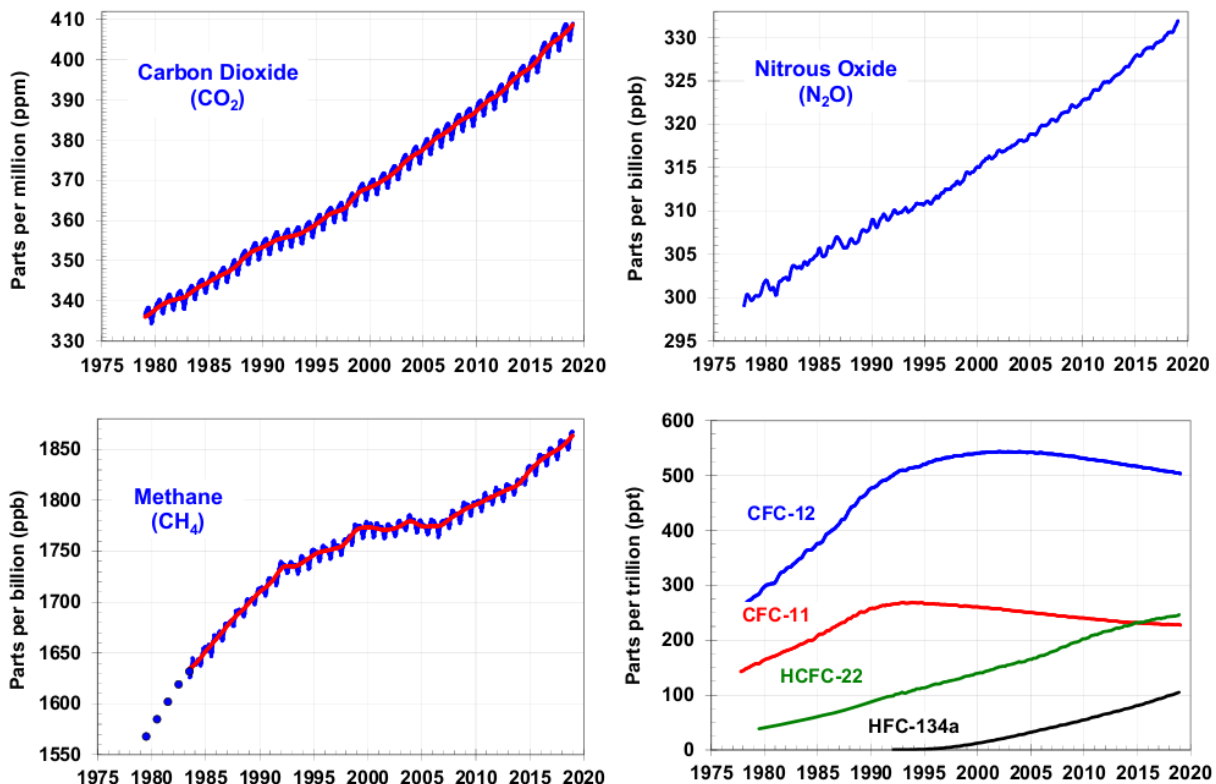 Carbon Dioxide
(CO₂)
Parts per million (ppm)
410
400
390
380
370
360
350
340
330
1975 1980 1985 1990 1995 2000 2005 2010 2015 2020
Nitrous Oxide
(N₂O)
Parts per billion (ppb)
330
325
320
315
310
305
300
295
1975 1980 1985 1990 1995 2000 2005 2010 2015 2020
Methane
(CH₄)
Parts per billion (ppb)
1850
1800
1750
1700
1650
1600
1550
1975 1980 1985 1990 1995 2000 2005 2010 2015 2020
Parts per trillion (ppt)
600
500
400
300
200
100
0
CFC-12
CFC-11
HCFC-22
HFC-134a
1975 1980 1985 1990 1995 2000 2005 2010 2015 2020